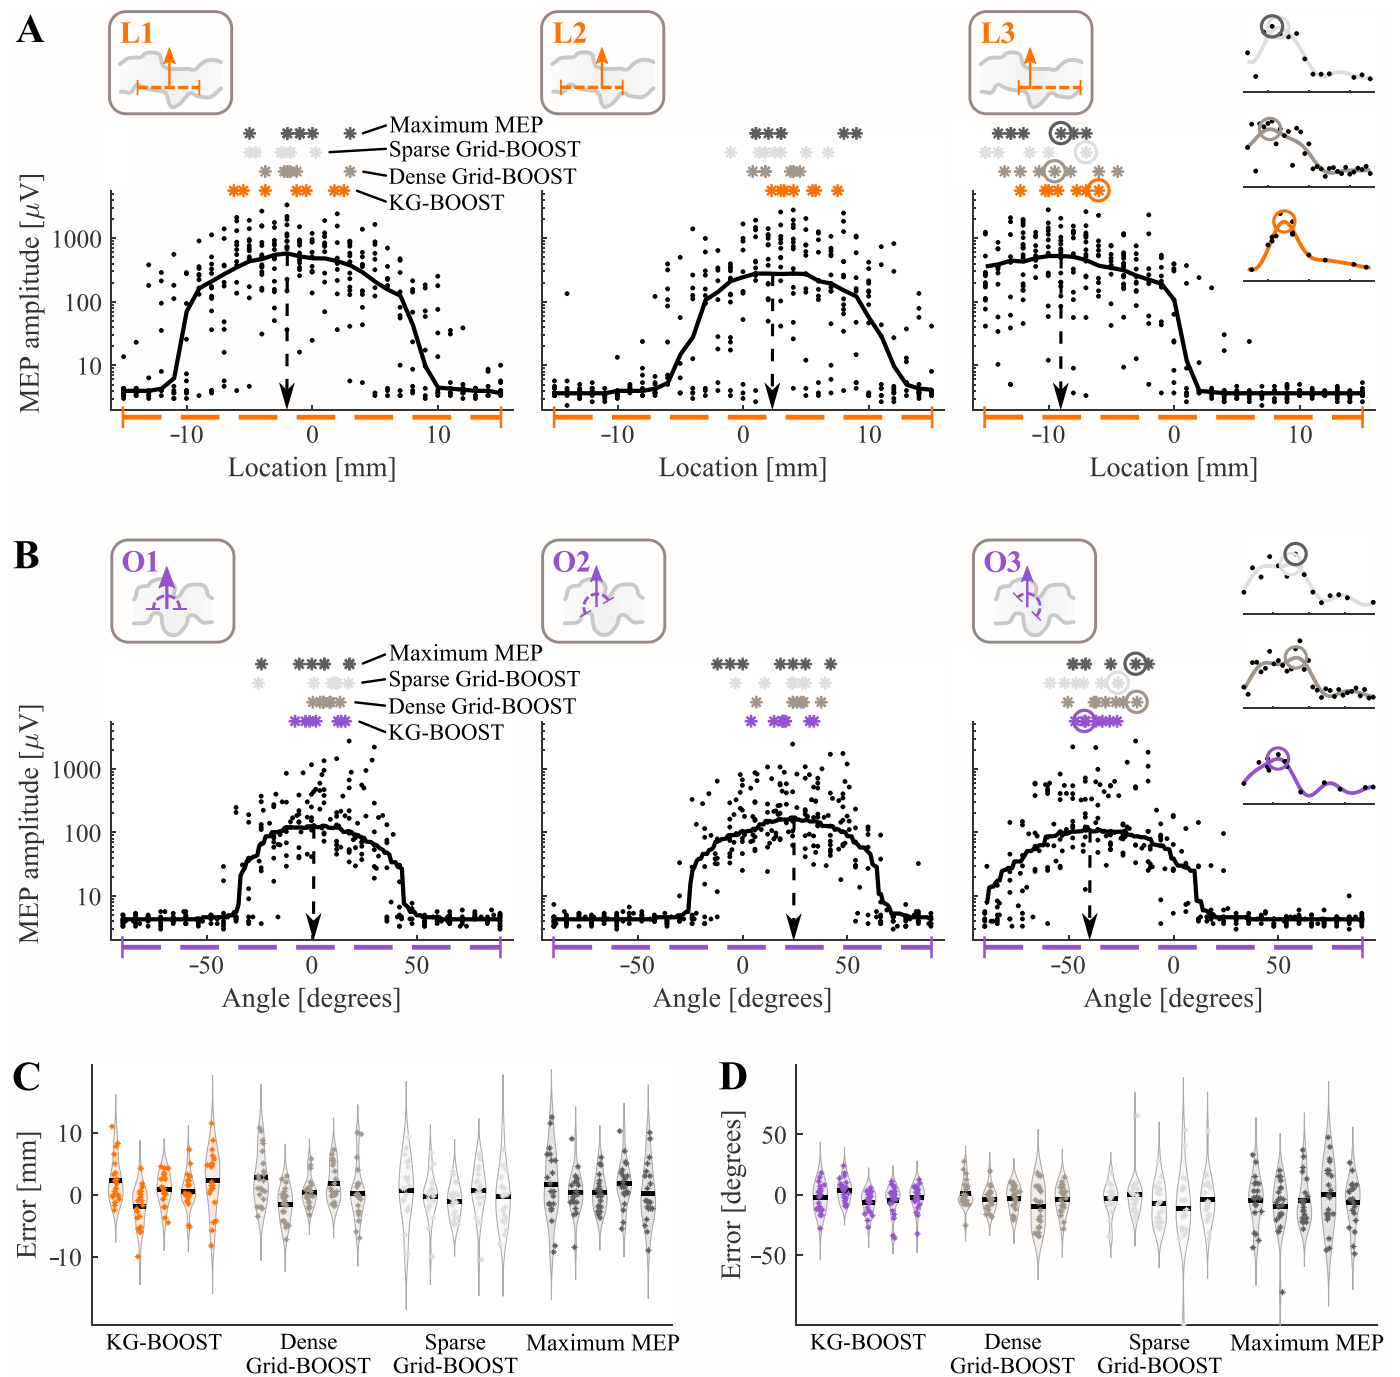 A
L1
L2
L3
Maximum MEP
Sparse Grid-BOOST
Dense Grid-BOOST
KG-BOOST
MEP amplitude [μV]
1000
100
10
-10 0 10
-10 0 10
-10 0 10
Location [mm]
Location [mm]
Location [mm]
B
O1
O2
O3
Maximum MEP
Sparse Grid-BOOST
Dense Grid-BOOST
KG-BOOST
MEP amplitude [μV]
1000
100
10
-50 0 50
-50 0 50
-50 0 50
Angle [degrees]
Angle [degrees]
Angle [degrees]
C
Error [mm]
10
0
-10
KG-BOOST
Dense
Grid-BOOST
Sparse
Grid-BOOST
Maximum MEP
D
Error [degrees]
50
0
-50
KG-BOOST
Dense
Grid-BOOST
Sparse
Grid-BOOST
Maximum MEP